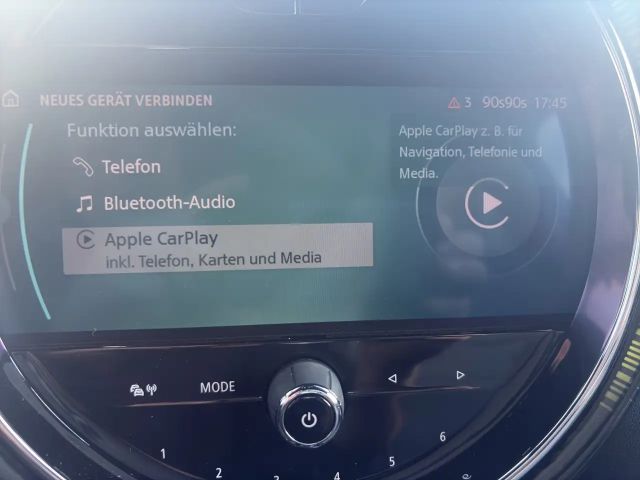 NEUES GERÄT VERBINDEN
3 90s90s 17:45
Funktion auswählen:
Telefon
Bluetooth-Audio
Apple CarPlay
inkl. Telefon, Karten und Media
Apple CarPlay z. B. für
Navigation, Telefonie und
Media.
MODE
1
2
3
4
5
6